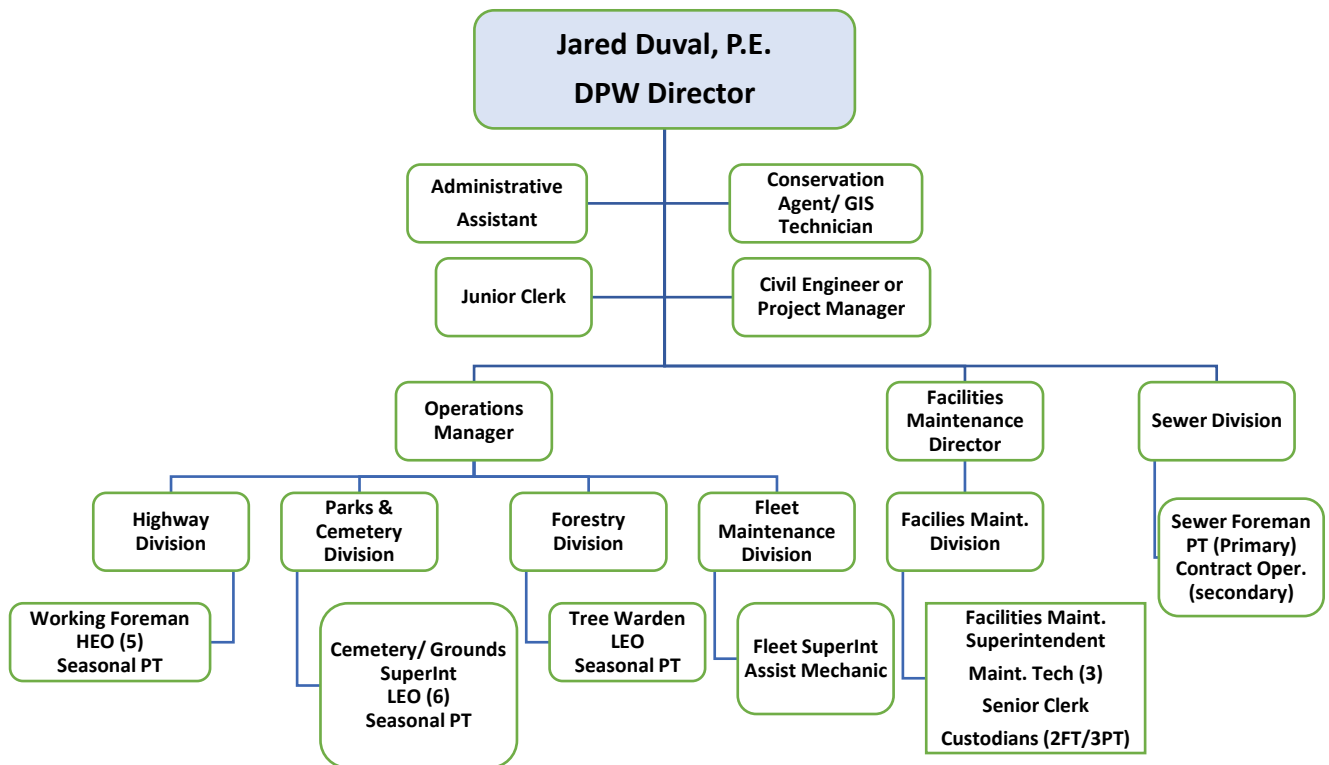 Jared Duval, P.E.
DPW Director
Administrative
Assistant
Conservation
Agent/ GIS
Technician
Junior Clerk
Civil Engineer or
Project Manager
Operations
Manager
Facilities
Maintenance
Director
Sewer Division
Highway
Division
Parks &
Cemetery
Division
Forestry
Division
Fleet
Maintenance
Division
Facilies Maint.
Division
Sewer Foreman
PT (Primary)
Contract Oper.
(secondary)
Working Foreman
HEO (5)
Seasonal PT
Cemetery/ Grounds
SuperInt
LEO (6)
Seasonal PT
Tree Warden
LEO
Seasonal PT
Fleet SuperInt
Assist Mechanic
Facilities Maint.
Superintendent
Maint. Tech (3)
Senior Clerk
Custodians (2FT/3PT)